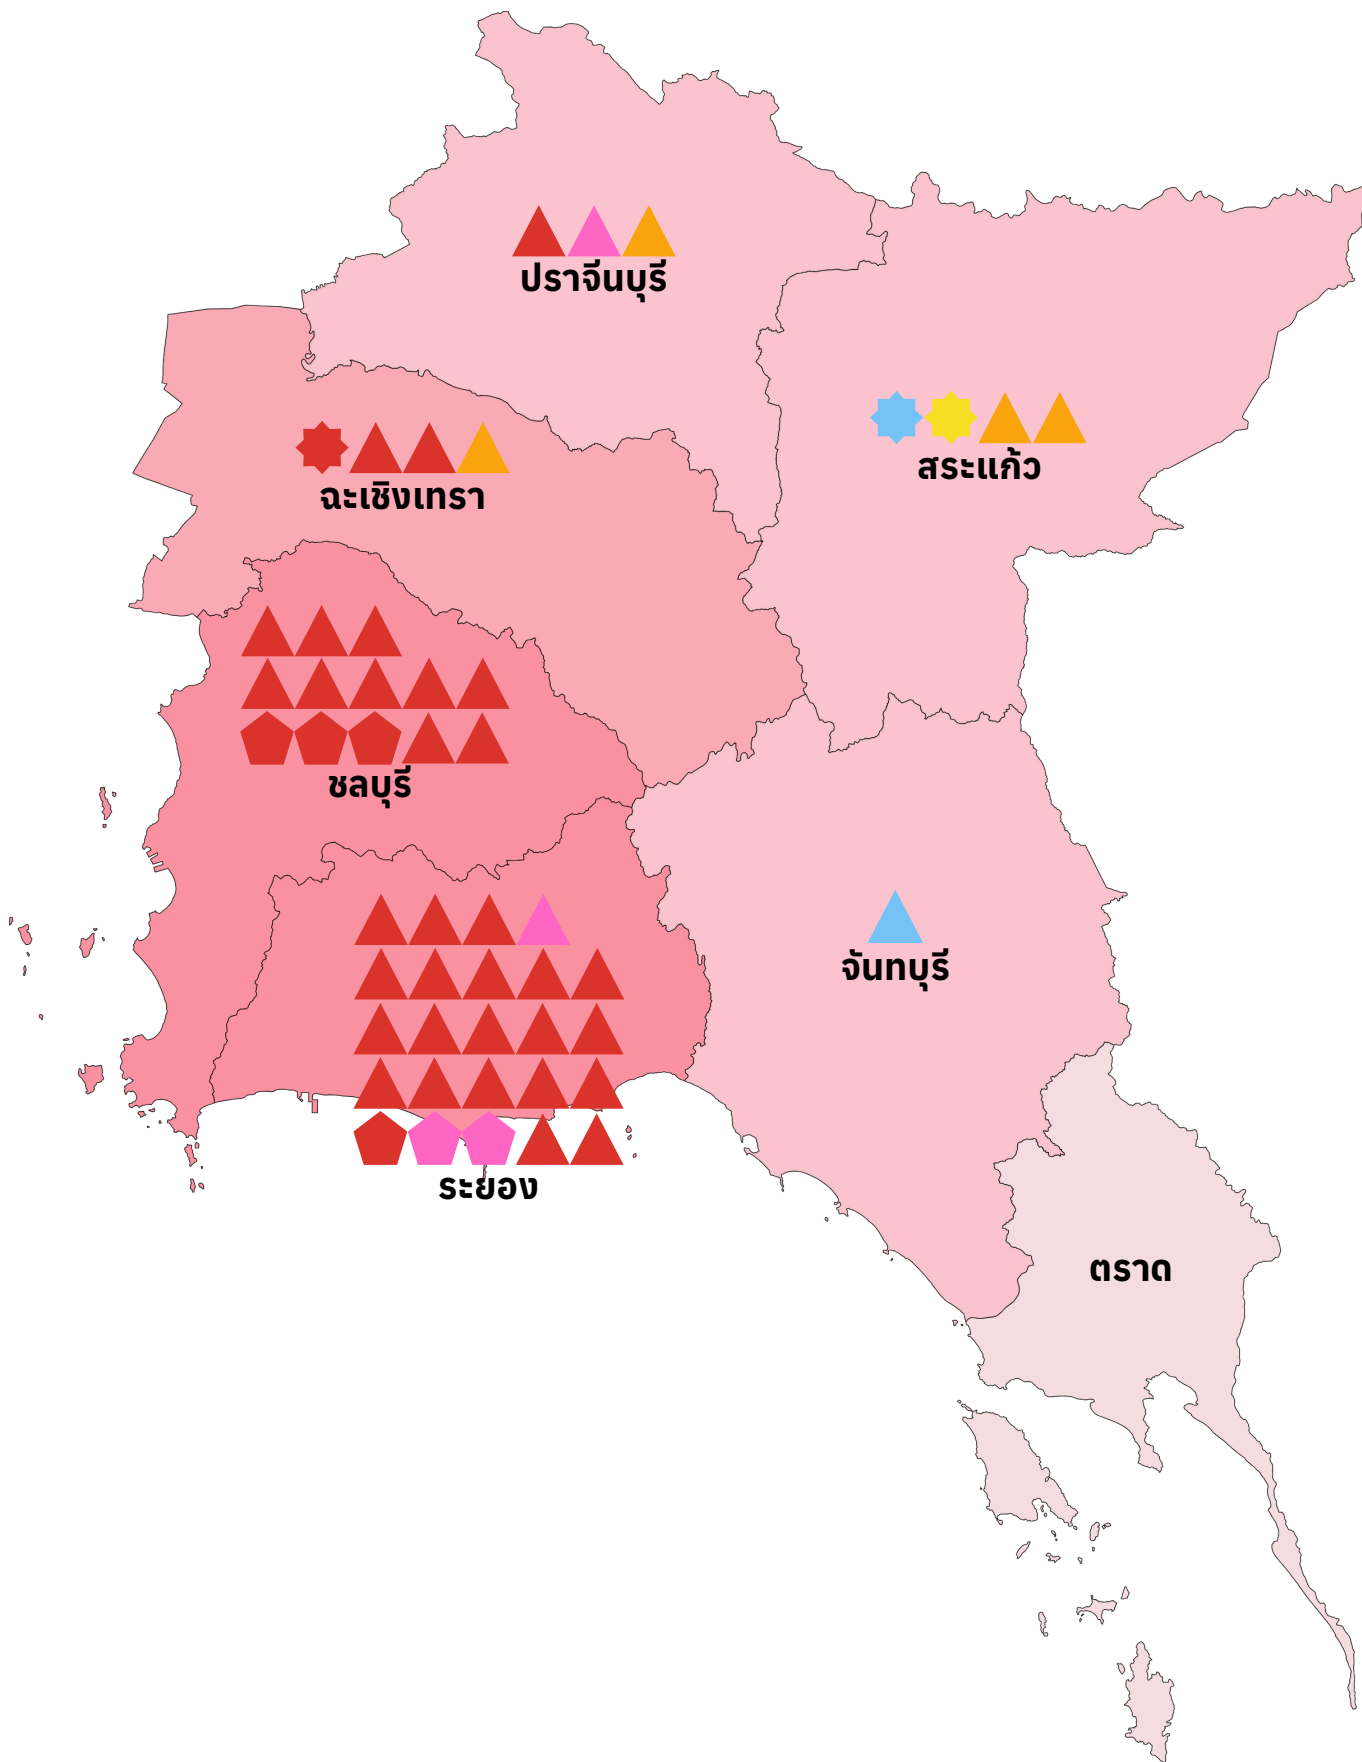 ปราจีนบุรี
สระแก้ว
ฉะเชิงเทรา
ชลบุรี
จันทบุรี
ระยอง
ตราด